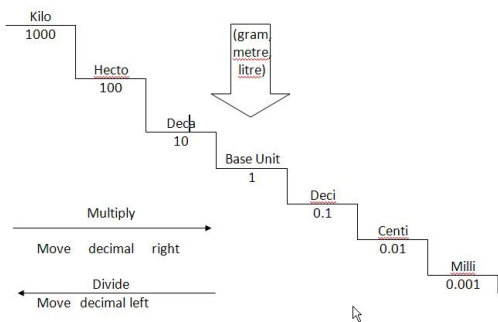 Kilo
1000
(gram,
metre,
litre)
Hecto
100
Deca
10
Base Unit
1
Deci
0.1
Centi
0.01
Milli
0.001
Multiply
Move decimal right
Divide
Move decimal left